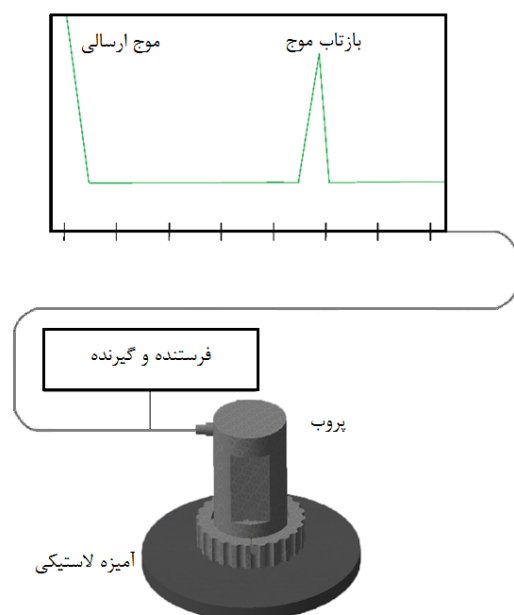 موج ارسالی
بازتاب موج
فرستنده و گیرنده
پروب
آمیزه لاستیکی